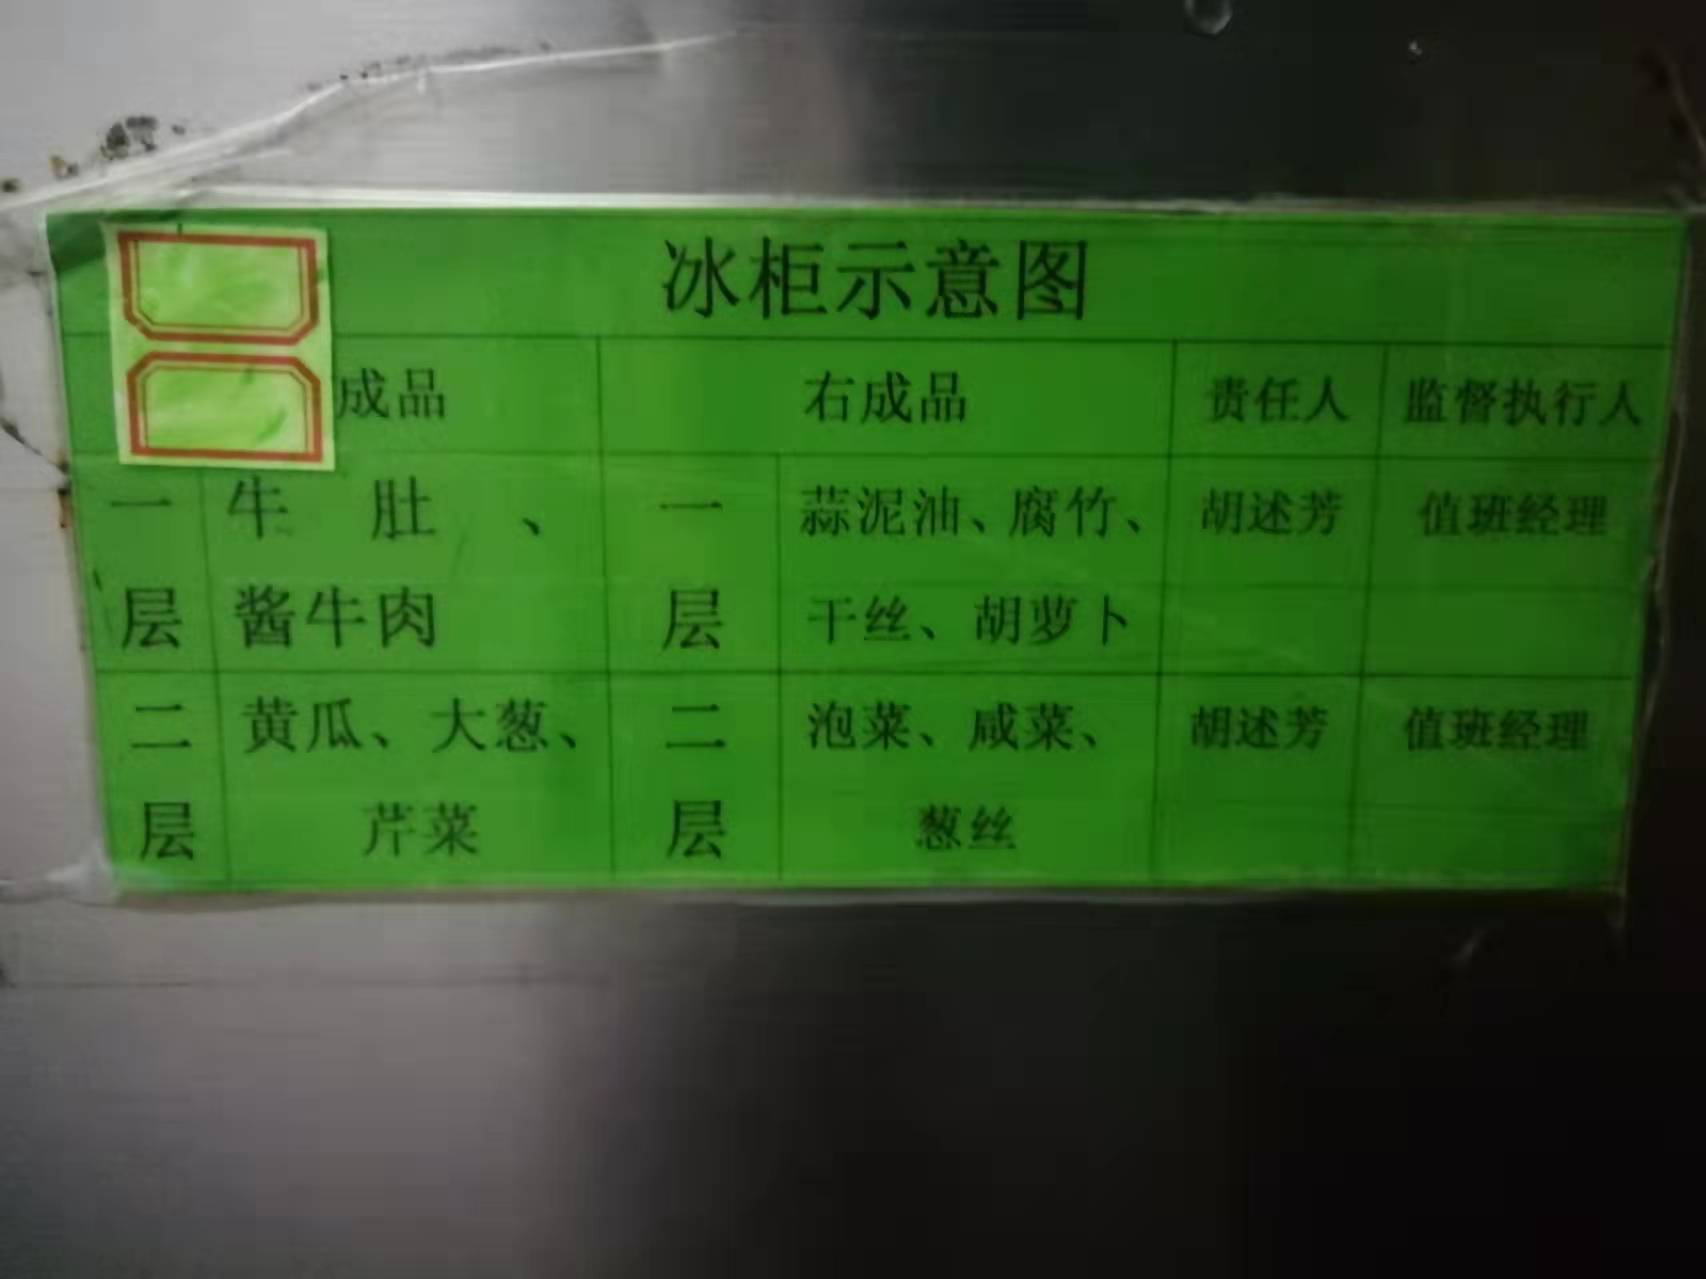 冰柜示意图
成品 右成品 责任人 监督执行人
一 牛肚、 一 蒜泥油、腐竹、 胡述芳 值班经理
层 酱牛肉 层 干丝、胡萝卜
二 黄瓜、大葱、 二 泡菜、咸菜、 胡述芳 值班经理
层 芹菜 层 葱丝